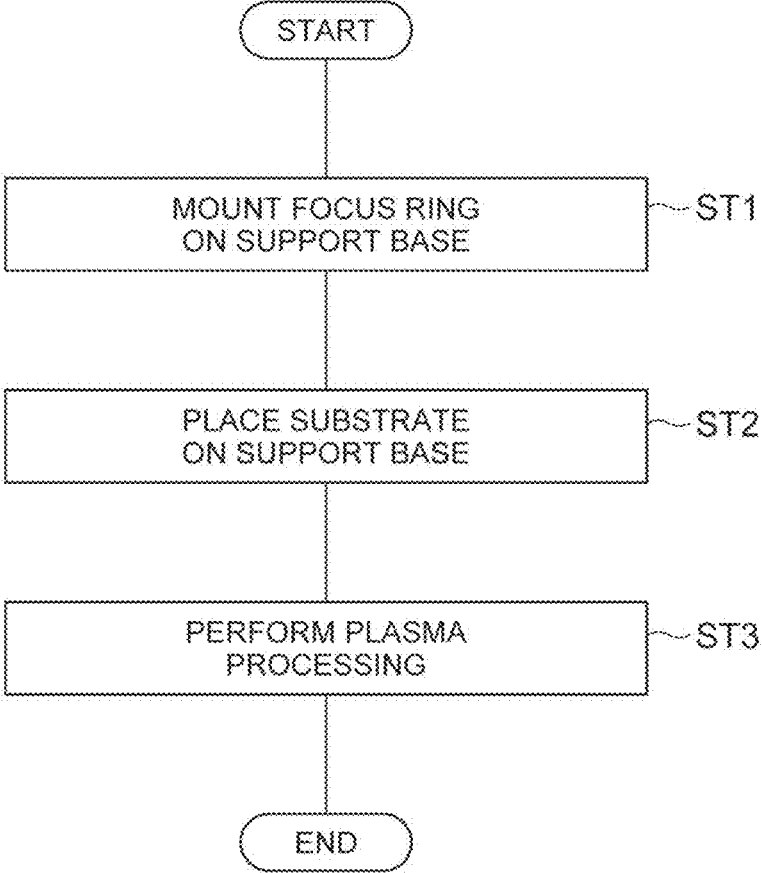 START
MOUNT FOCUS RING
ON SUPPORT BASE
ST1
PLACE SUBSTRATE
ON SUPPORT BASE
ST2
PERFORM PLASMA
PROCESSING
ST3
END